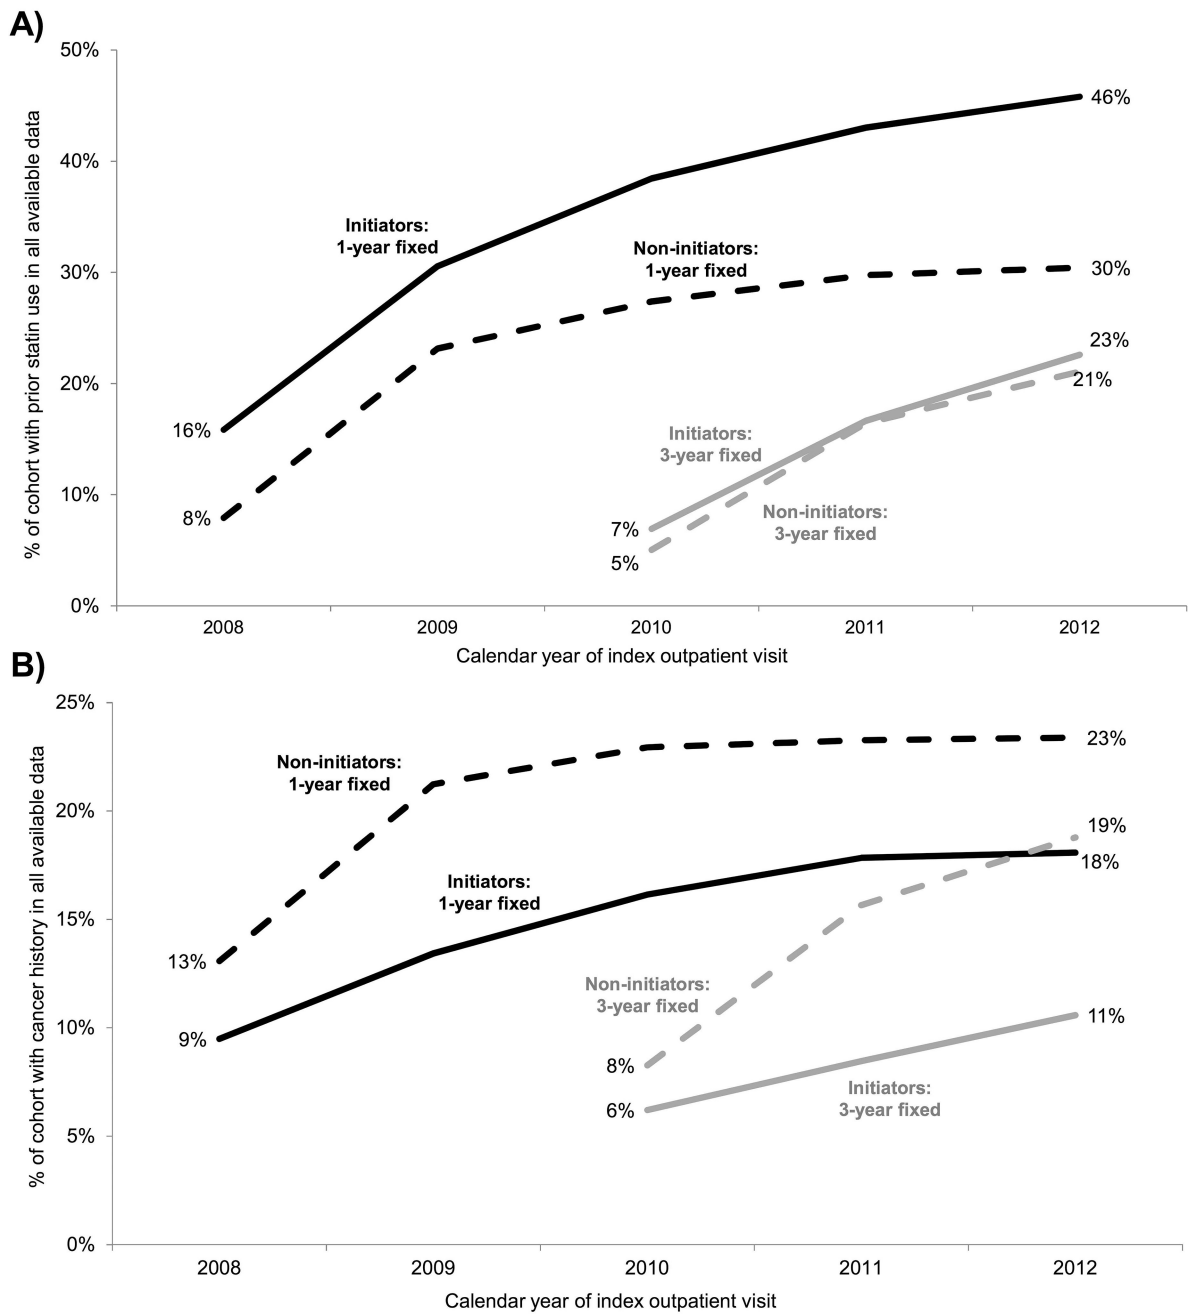 A)
50%
40%
30%
20%
10%
0%
% of cohort with prior statin use in all available data
Initiators:
1-year fixed
Non-initiators:
1-year fixed
46%
30%
23%
21%
16%
8%
Initiators:
3-year fixed
Non-initiators:
3-year fixed
7%
5%
2008 2009 2010 2011 2012
Calendar year of index outpatient visit
B)
25%
20%
15%
10%
5%
0%
% of cohort with cancer history in all available data
Non-initiators:
1-year fixed
23%
19%
18%
Initiators:
1-year fixed
13%
9%
Non-initiators:
3-year fixed
8%
6%
11%
Initiators:
3-year fixed
2008 2009 2010 2011 2012
Calendar year of index outpatient visit